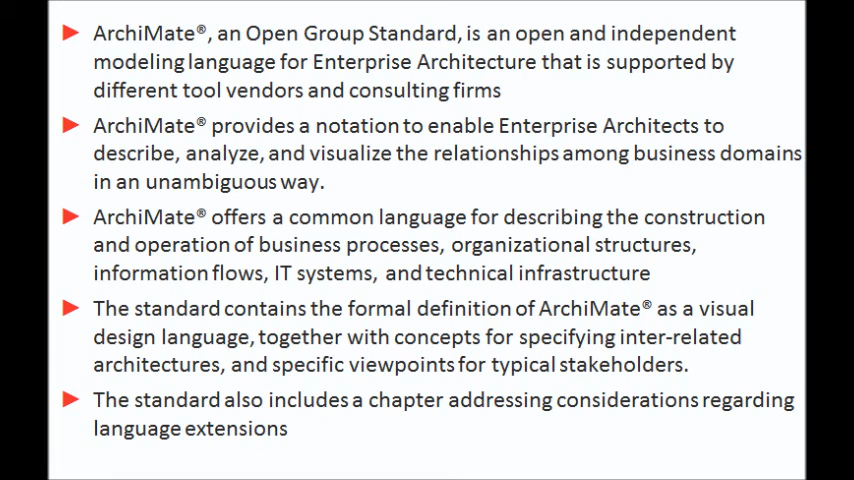 ArchiMate®, an Open Group Standard, is an open and independent
modeling language for Enterprise Architecture that is supported by
different tool vendors and consulting firms
ArchiMate® provides a notation to enable Enterprise Architects to
describe, analyze, and visualize the relationships among business domains
in an unambiguous way.
ArchiMate® offers a common language for describing the construction
and operation of business processes, organizational structures,
information flows, IT systems, and technical infrastructure
The standard contains the formal definition of ArchiMate® as a visual
design language, together with concepts for specifying inter-related
architectures, and specific viewpoints for typical stakeholders.
The standard also includes a chapter addressing considerations regarding
language extensions